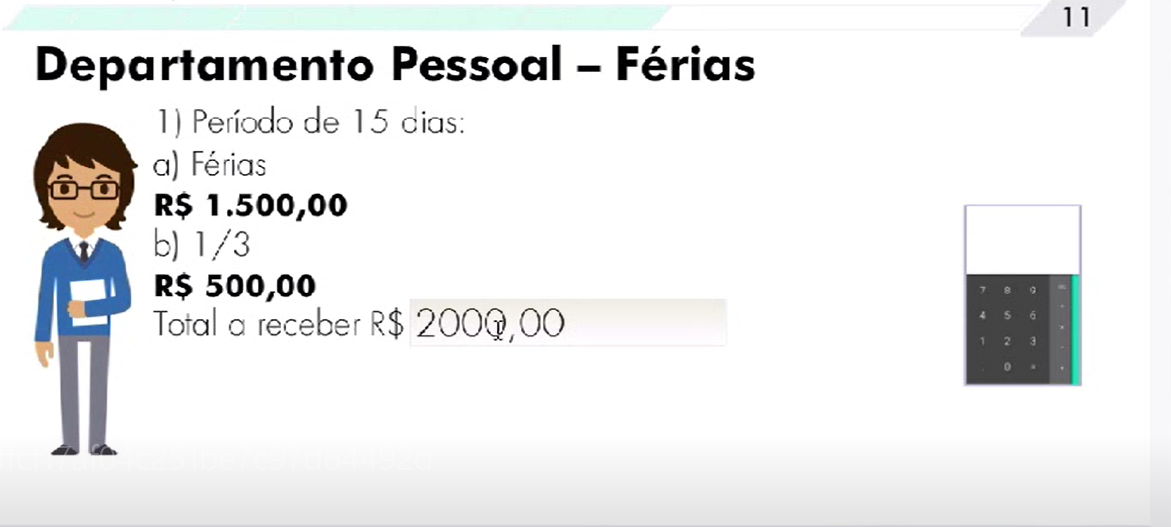 11
Departamento Pessoal – Férias
1) Período de 15 dias:
a) Férias
R$ 1.500,00
b) 1/3
R$ 500,00
Total a receber R$ 2000,00
7 8 9
4 5 6
1 2 3
. 0 =